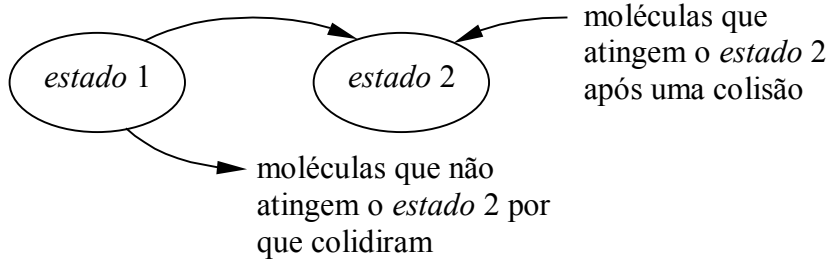 estado 1
estado 2
moléculas que
atingem o estado 2
após uma colisão
moléculas que não
atingem o estado 2 por
que colidiram